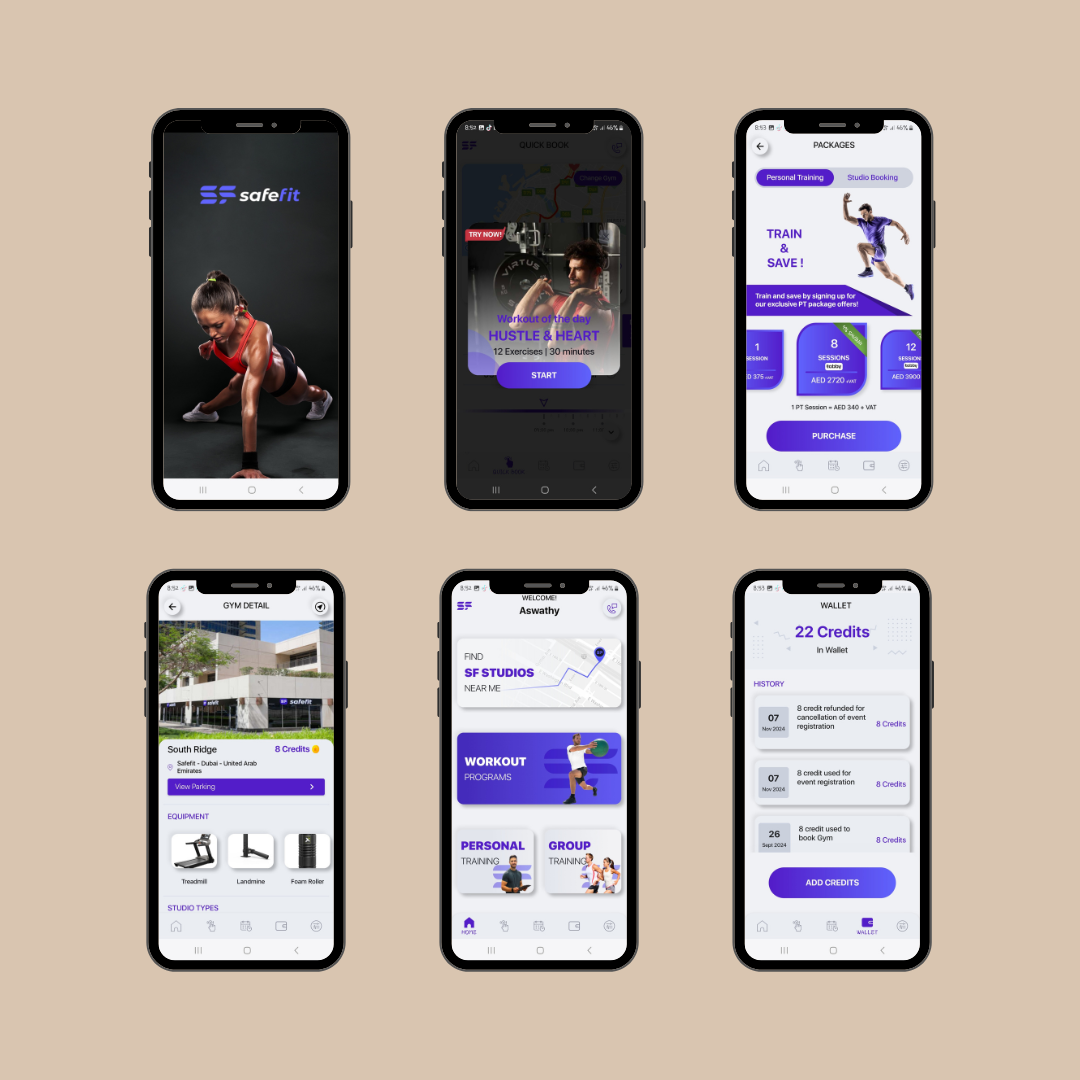 SF safefit
8:52
QUICK BOOK
SF
Change Gym
TRY NOW!
VIRTUS
Workout of the day
HUSTLE & HEART
12 Exercises | 30 minutes
START
8:53
46%
PACKAGES
Personal Training
Studio Booking
TRAIN
&
SAVE !
Train and save by signing up for
our exclusive PT package offers!
1
SESSION
AED 375 +VAT
8
SESSIONS
hobby
AED 2720 +VAT
12
SESSIONS
hobby
AED 3900
1 PT Session = AED 340 + VAT
PURCHASE
8:52
46%
GYM DETAIL
SF safefit
South Ridge
8 Credits
Safefit - Dubai - United Arab
Emirates
View Parking
EQUIPMENT
Treadmill
Landmine
Foam Roller
STUDIO TYPES
8:52
46%
SF
WELCOME!
Aswathy
FIND
SF STUDIOS
NEAR ME
WORKOUT
PROGRAMS
PERSONAL
TRAINING
GROUP
TRAINING
HOME
8:53
46%
WALLET
22 Credits
In Wallet
HISTORY
07
Nov 2024
8 credit refunded for
cancellation of event
registration
8 Credits
07
Nov 2024
8 credit used for
event registration
8 Credits
26
Sept 2024
8 credit used to
book Gym
8 Credits
ADD CREDITS
WALLET